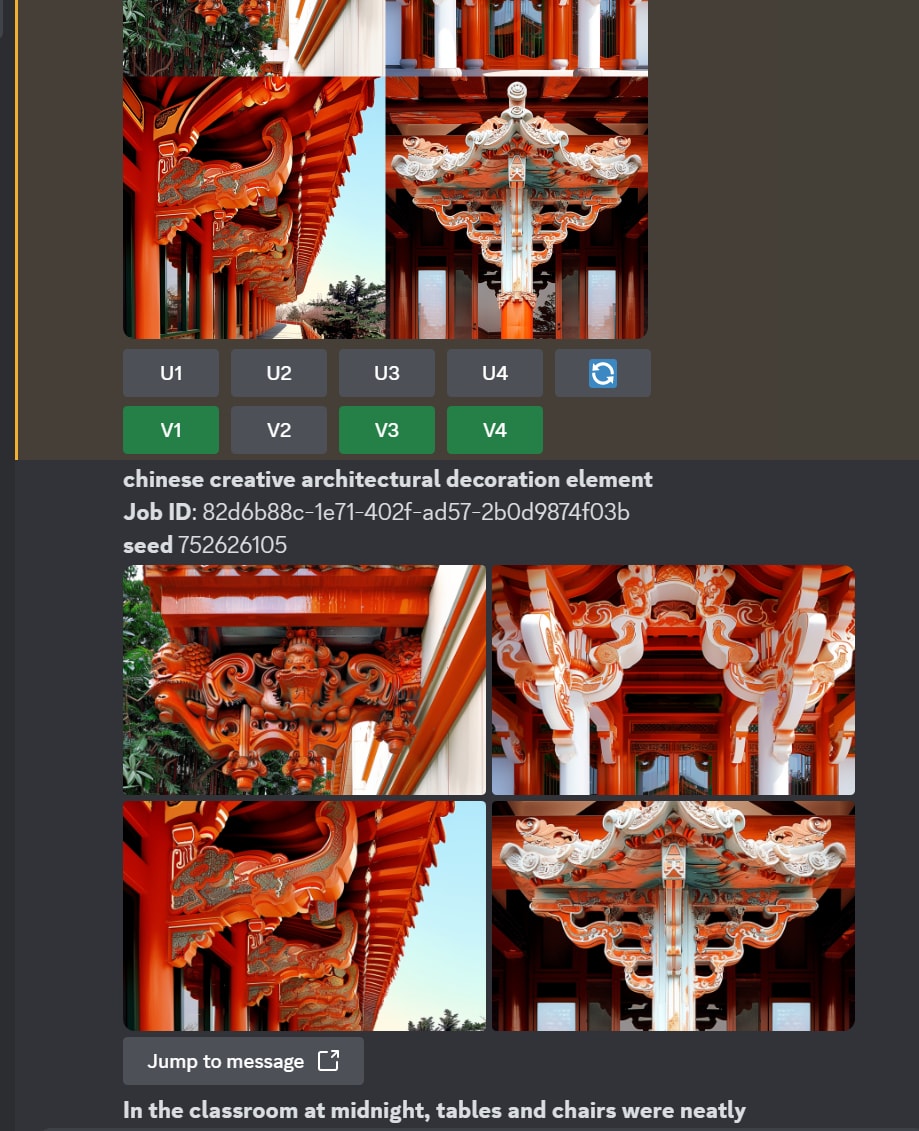 U1 U2 U3 U4
V1 V2 V3 V4
chinese creative architectural decoration element
Job ID: 82d6b88c-1e71-402f-ad57-2b0d9874f03b
seed 752626105
Jump to message
In the classroom at midnight, tables and chairs were neatly